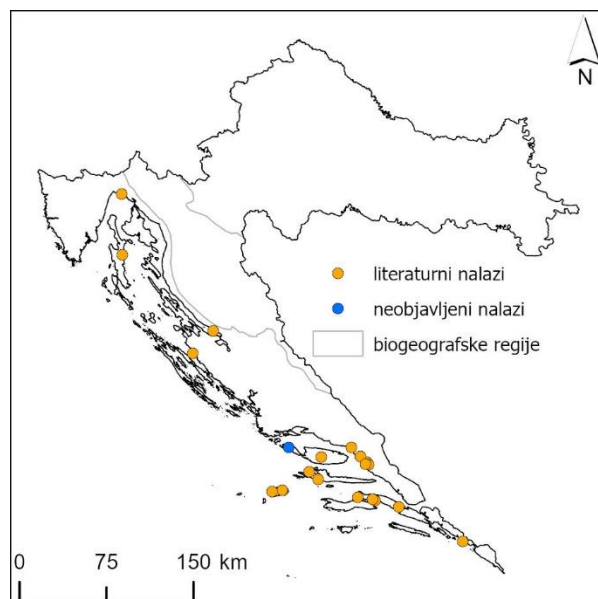 N
literaturni nalazi
neobjavljeni nalazi
biogeografske regije
0 75 150 km